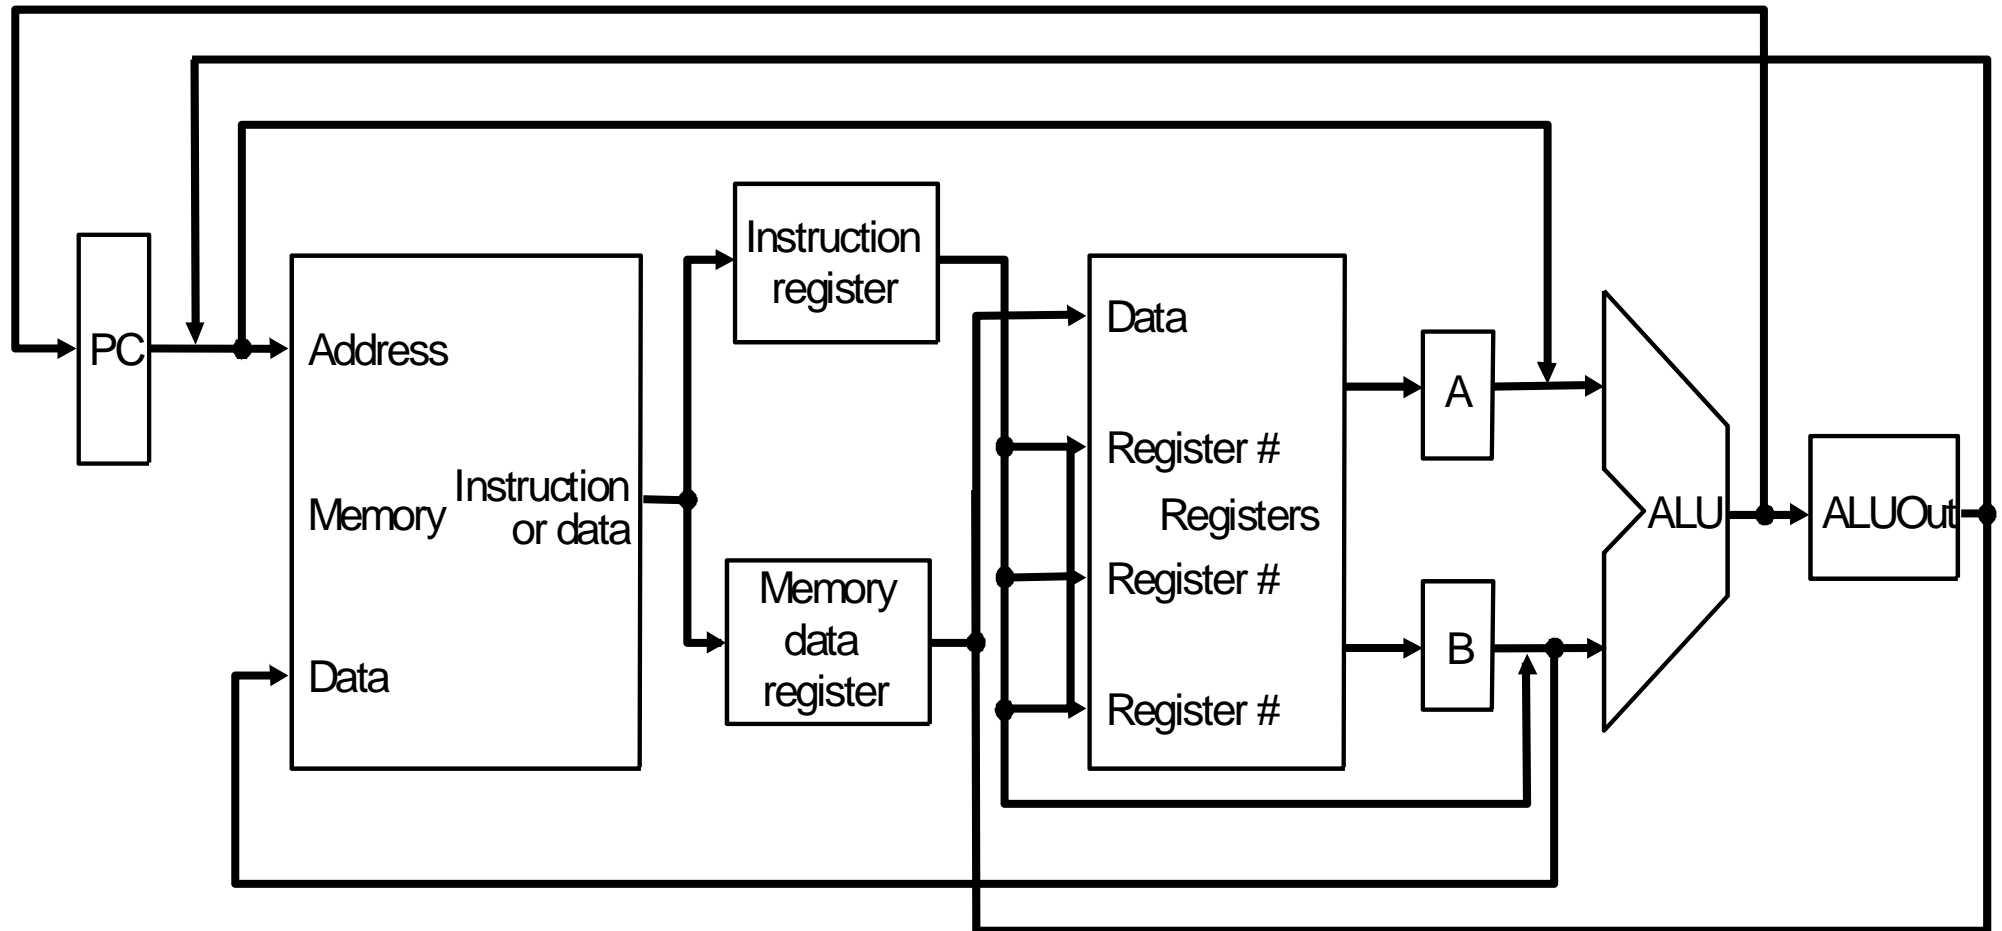 Instruction
register
PC
Address
Memory
Instruction
or data
Data
Memory
data
register
Data
Register #
Registers
Register #
Register #
A
B
ALU
ALUOut